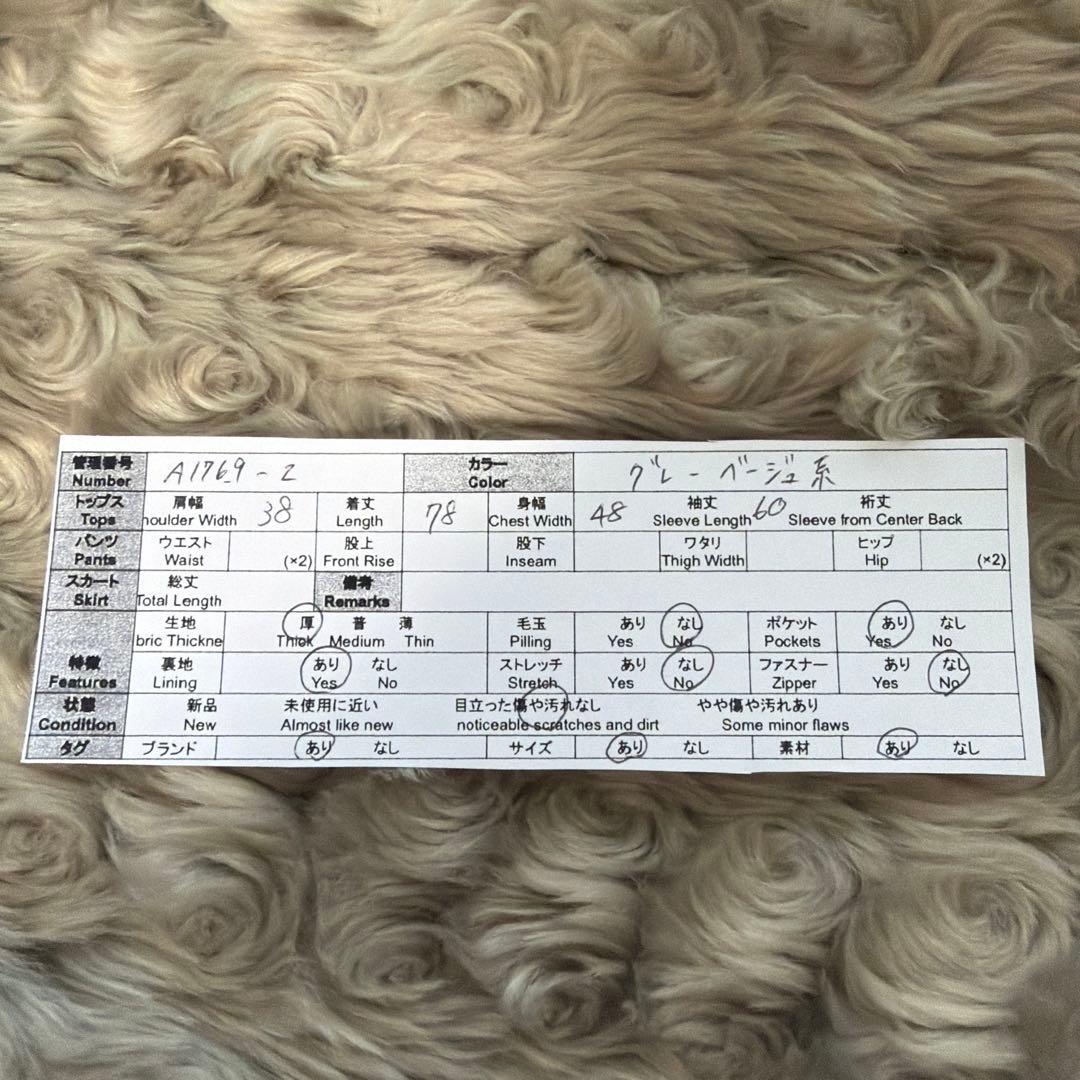 管理番号 A1769-2 カラー グレーベージュ系
Number Color
トップス 肩幅 38 着丈 78 身幅 48 袖丈 60 裄丈
Tops houlder Width Length Chest Width Sleeve Length Sleeve from Center Back
パンツ ウエスト 股上 股下 ワタリ ヒップ
Pants Waist (×2) Front Rise Inseam Thigh Width Hip (×2)
スカート 総丈 備考
Skirt Total Length Remarks
生地 厚 普 薄 毛玉 あり なし ポケット あり なし
bric Thickne Thick Medium Thin Pilling Yes No Pockets Yes No
特徴 裏地 あり なし ストレッチ あり なし ファスナー あり なし
Features Lining Yes No Stretch Yes No Zipper Yes No
状態 新品 未使用に近い 目立った傷や汚れなし やや傷や汚れあり
Condition New Almost like new noticeable scratches and dirt Some minor flaws
タグ ブランド あり なし サイズ あり なし 素材 あり なし